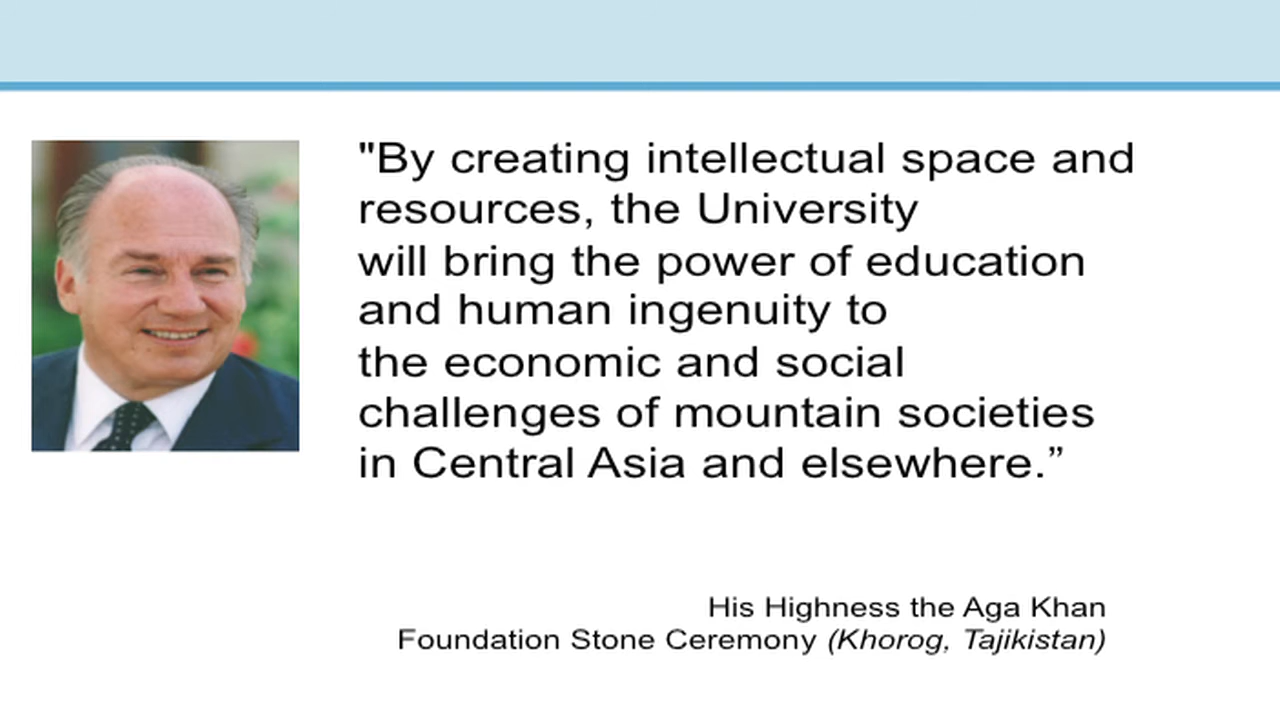 "By creating intellectual space and
resources, the University
will bring the power of education
and human ingenuity to
the economic and social
challenges of mountain societies
in Central Asia and elsewhere.”
His Highness the Aga Khan
Foundation Stone Ceremony (Khorog, Tajikistan)